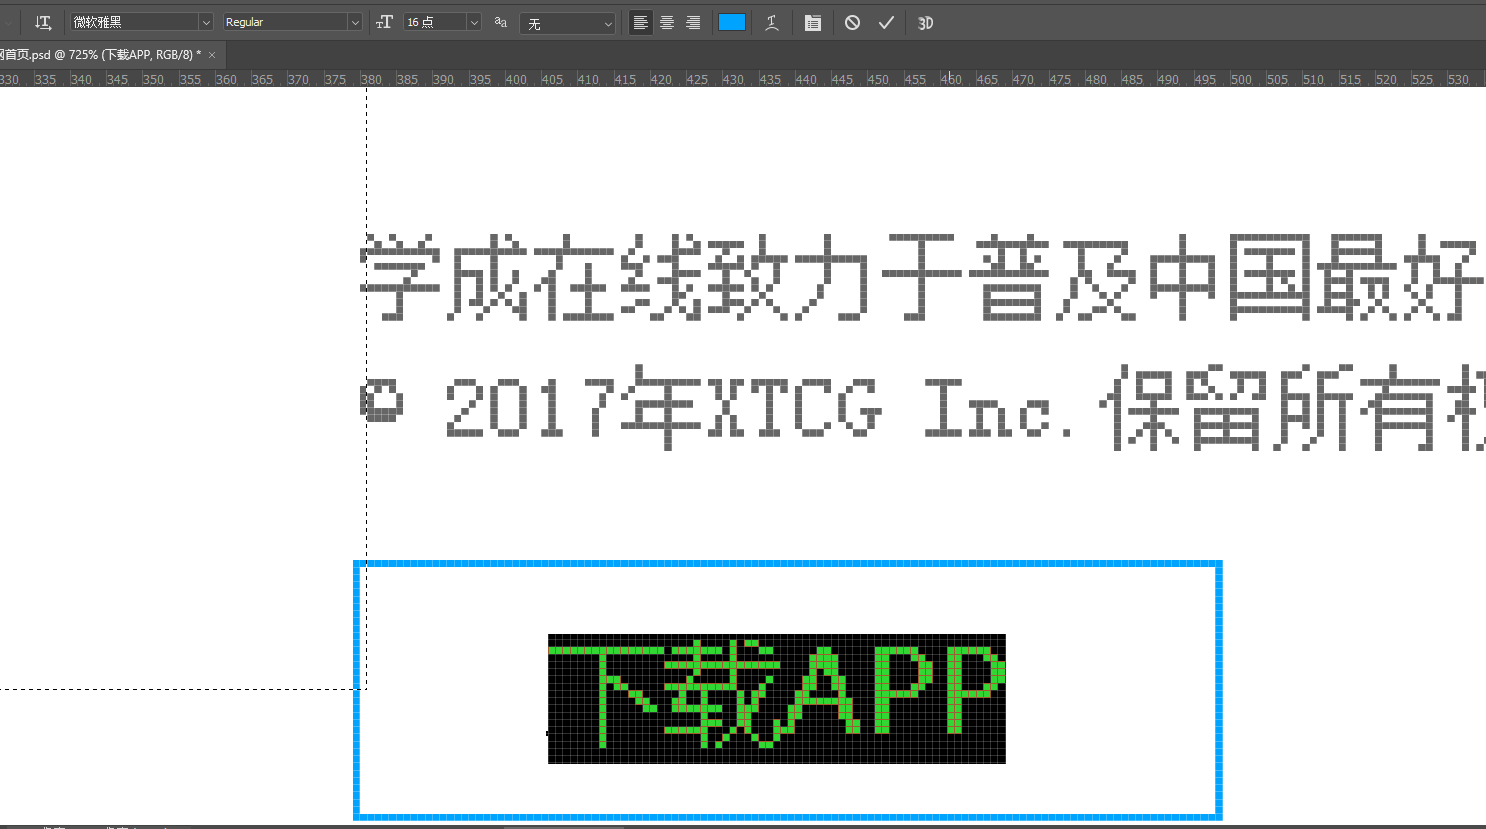 微软雅黑 Regular 16 点 aa 无 3D
网首页.psd @ 725% (下载APP, RGB/8) * ×
330 335 340 345 350 355 360 365 370 375 380 385 390 395 400 405 410 415 420 425 430 435 440 445 450 455 460 465 470 475 480 485 490 495 500 505 510 515 520 525 530
学成在线致力于普及中国最好
© 2017年XTCG Inc.保留所有
下载APP